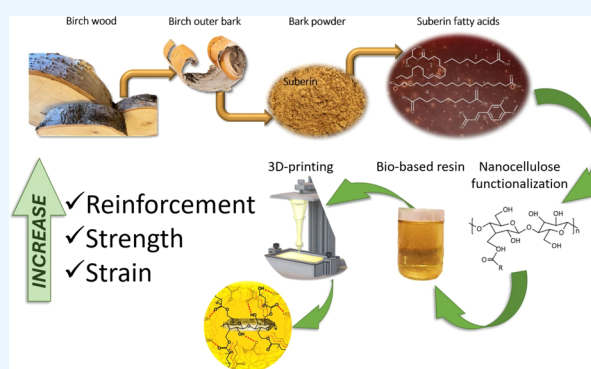 Birch wood
Birch outer bark
Bark powder
Suberin fatty acids
Suberin
3D-printing
Bio-based resin
Nanocellulose
functionalization
INCREASE
✓Reinforcement
✓Strength
✓Strain